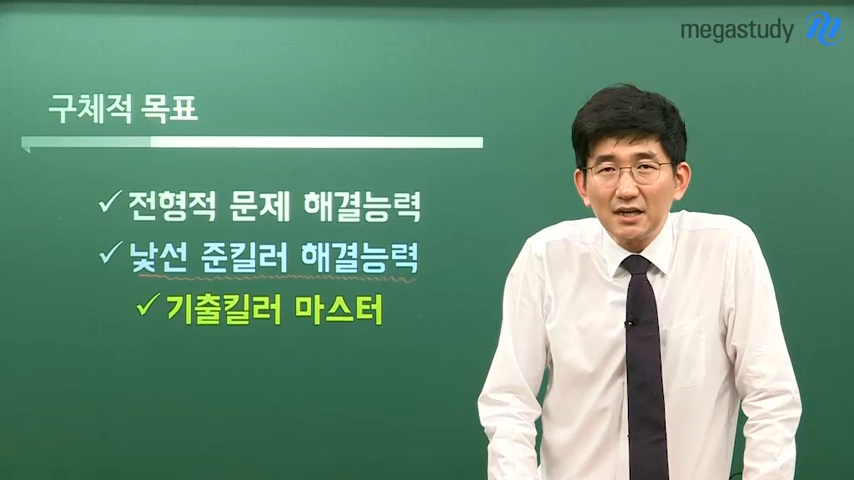 megastudy
구체적 목표
✓전형적 문제 해결능력
✓낯선 준킬러 해결능력
✓기출킬러 마스터